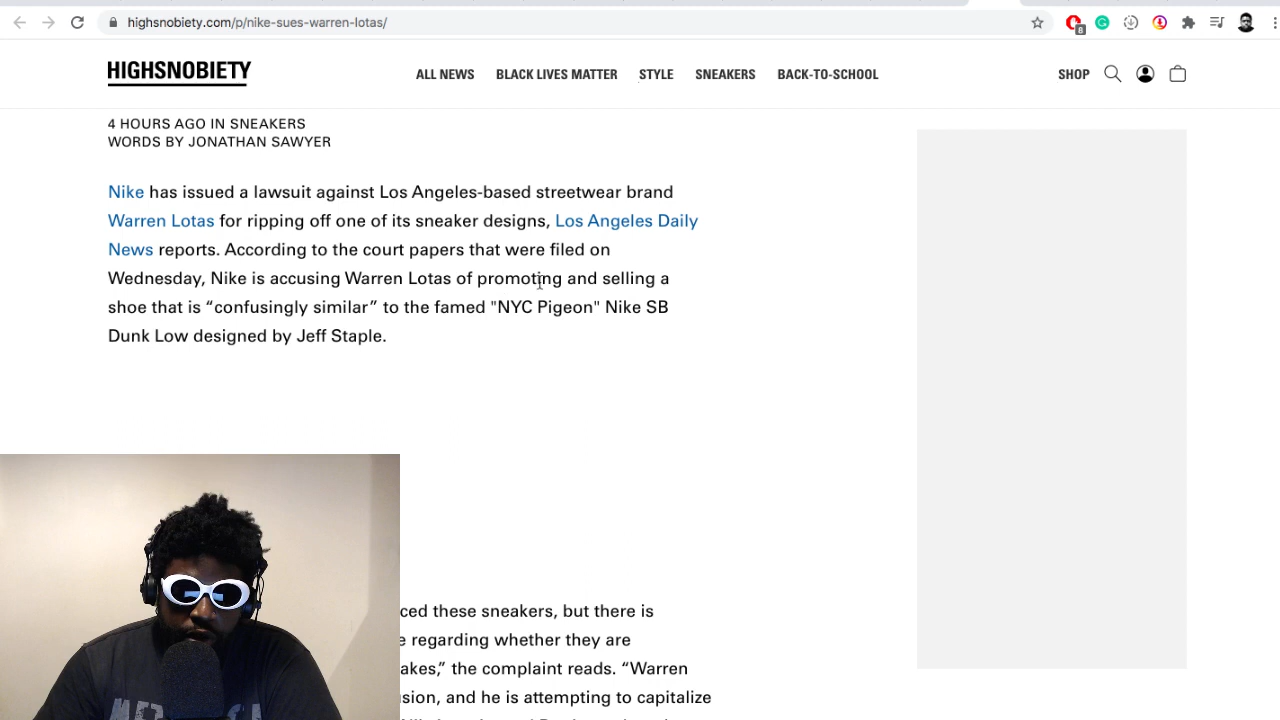 highsnobiety.com/p/nike-sues-warren-lotas/
8
HIGHSNOBIETY
ALL NEWS BLACK LIVES MATTER STYLE SNEAKERS BACK-TO-SCHOOL
SHOP
4 HOURS AGO IN SNEAKERS
WORDS BY JONATHAN SAWYER
Nike has issued a lawsuit against Los Angeles-based streetwear brand
Warren Lotas for ripping off one of its sneaker designs, Los Angeles Daily
News reports. According to the court papers that were filed on
Wednesday, Nike is accusing Warren Lotas of promoting and selling a
shoe that is “confusingly similar” to the famed "NYC Pigeon" Nike SB
Dunk Low designed by Jeff Staple.
ced these sneakers, but there is
e regarding whether they are
akes,” the complaint reads. “Warren
sion, and he is attempting to capitalize